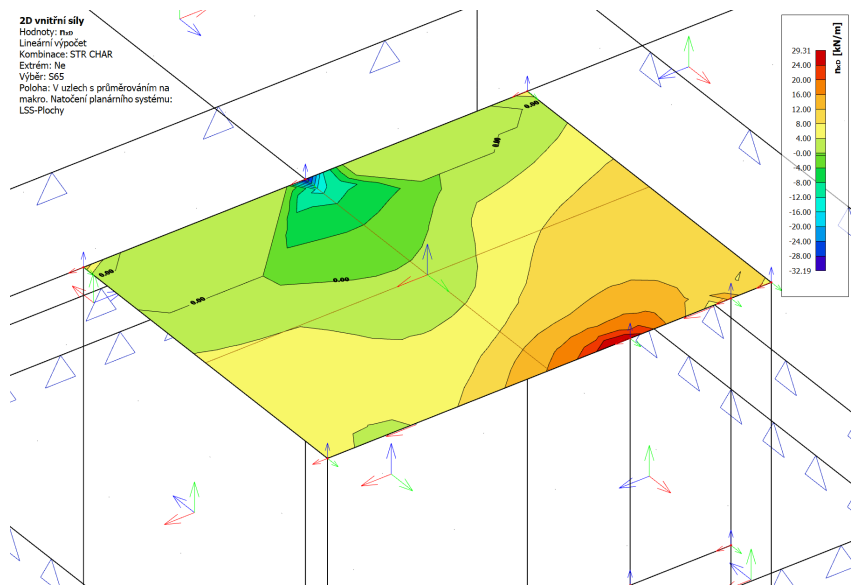 2D vnitřní síly
Hodnoty: nxD
Lineární výpočet
Kombinace: STR CHAR
Extrém: Ne
Výběr: S65
Poloha: V uzlech s průměrováním na
makro. Natočení planárního systému:
LSS-Plochy
nxD [kN/m]
29.31
24.00
20.00
16.00
12.00
8.00
4.00
-0.00
-4.00
-8.00
-12.00
-16.00
-20.00
-24.00
-28.00
-32.19
0.00
0.00
0.00
0.00
0.00